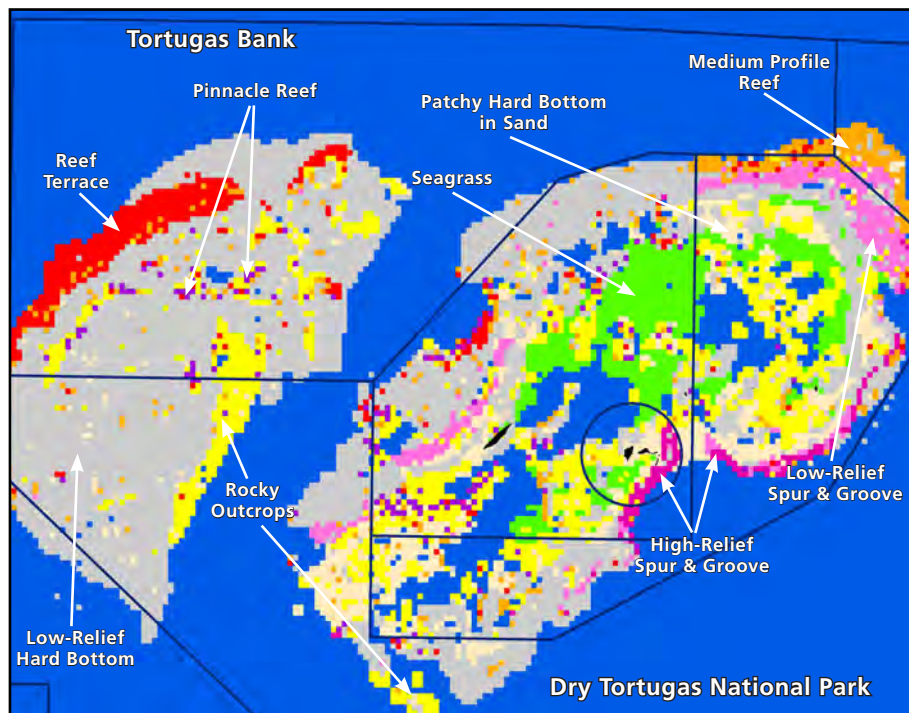 Tortugas Bank
Pinnacle Reef
Medium Profile
Reef
Patchy Hard Bottom
in Sand
Reef
Terrace
Seagrass
Rocky
Outcrops
Low-Relief
Spur & Groove
High-Relief
Spur & Groove
Low-Relief
Hard Bottom
Dry Tortugas National Park